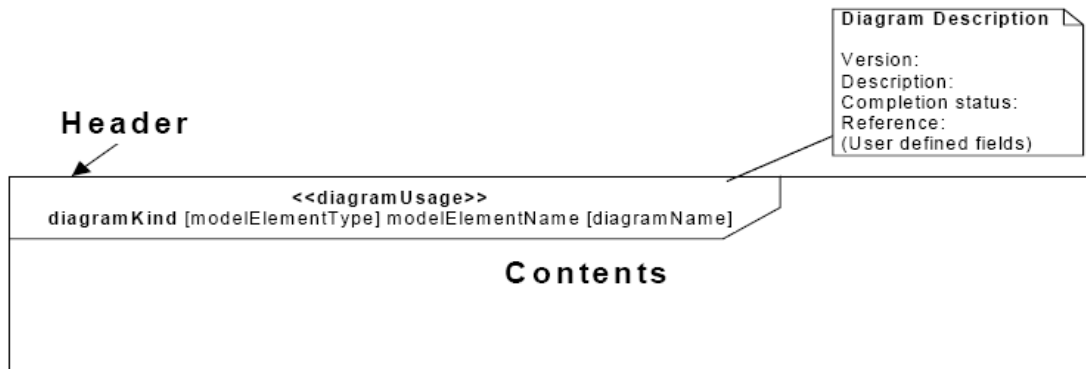 Diagram Description
Version:
Description:
Completion status:
Reference:
(User defined fields)
Header
<<diagramUsage>>
diagramKind [modelElementType] modelElementName [diagramName]
Contents